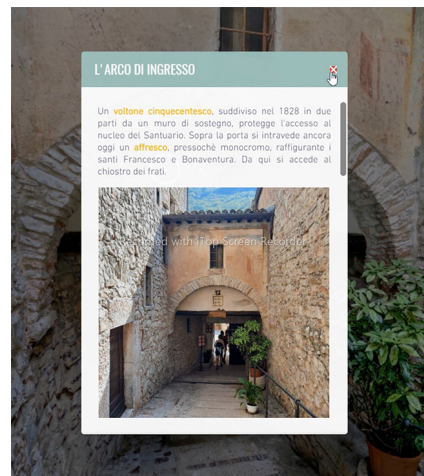 L'ARCO DI INGRESSO
Un voltone cinquecentesco, suddiviso nel 1828 in due
parti da un muro di sostegno, protegge l'accesso al
nucleo del Santuario. Sopra la porta si intravede ancora
oggi un affresco, pressochè monocromo, raffigurante i
santi Francesco e Bonaventura. Da qui si accede al
chiostro dei frati.
Recorded with iTop Screen Recorder